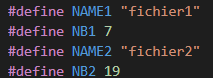 #define NAME1 "fichier1"
#define NB1 7
#define NAME2 "fichier2"
#define NB2 19